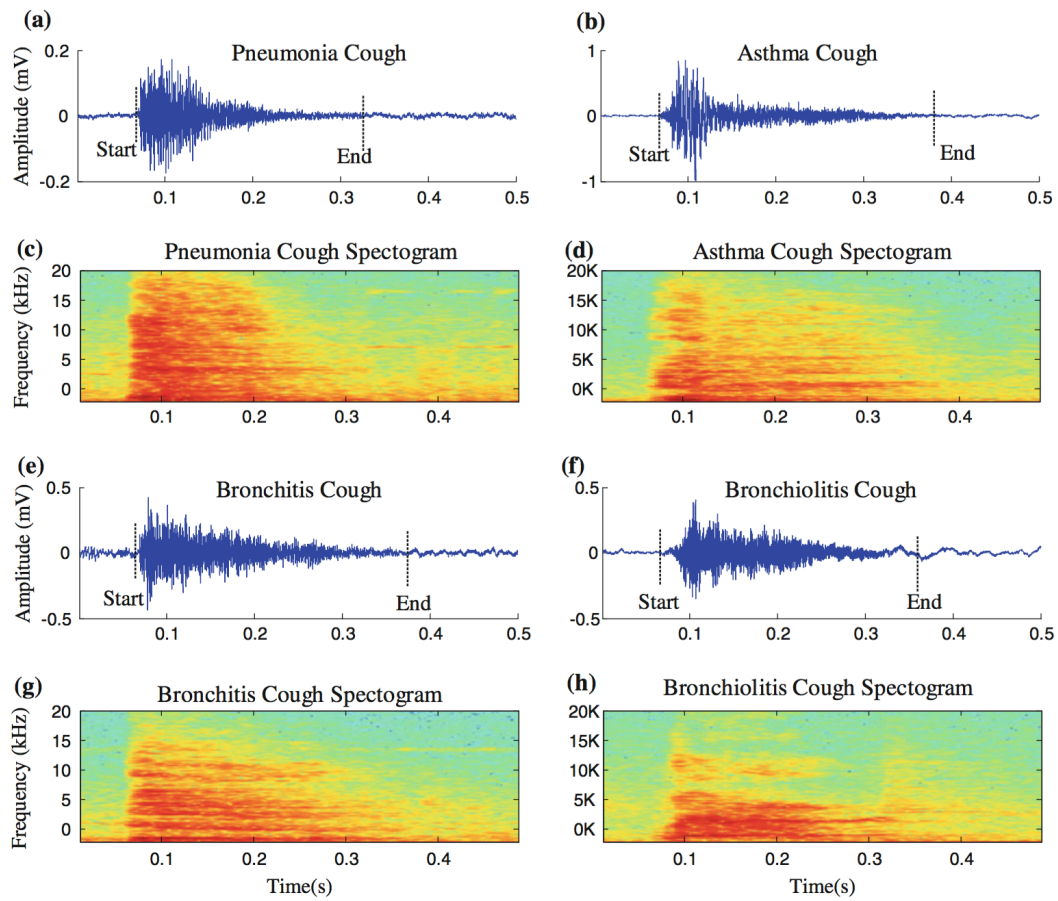 (a)
Pneumonia Cough
Amplitude (mV)
0.2
0
-0.2
Start
End
0.1 0.2 0.3 0.4 0.5
(b)
Asthma Cough
1
0
-1
Start
End
0.1 0.2 0.3 0.4 0.5
(c)
Pneumonia Cough Spectogram
Frequency (kHz)
20
15
10
5
0
0.1 0.2 0.3 0.4
(d)
Asthma Cough Spectogram
20K
15K
10K
5K
0K
0.1 0.2 0.3 0.4
(e)
Bronchitis Cough
Amplitude (mV)
0.5
0
-0.5
Start
End
0.1 0.2 0.3 0.4 0.5
(f)
Bronchiolitis Cough
0.5
0
-0.5
Start
End
0.1 0.2 0.3 0.4 0.5
(g)
Bronchitis Cough Spectogram
Frequency (kHz)
20
15
10
5
0
0.1 0.2 0.3 0.4
Time(s)
(h)
Bronchiolitis Cough Spectogram
20K
15K
10K
5K
0K
0.1 0.2 0.3 0.4
Time(s)